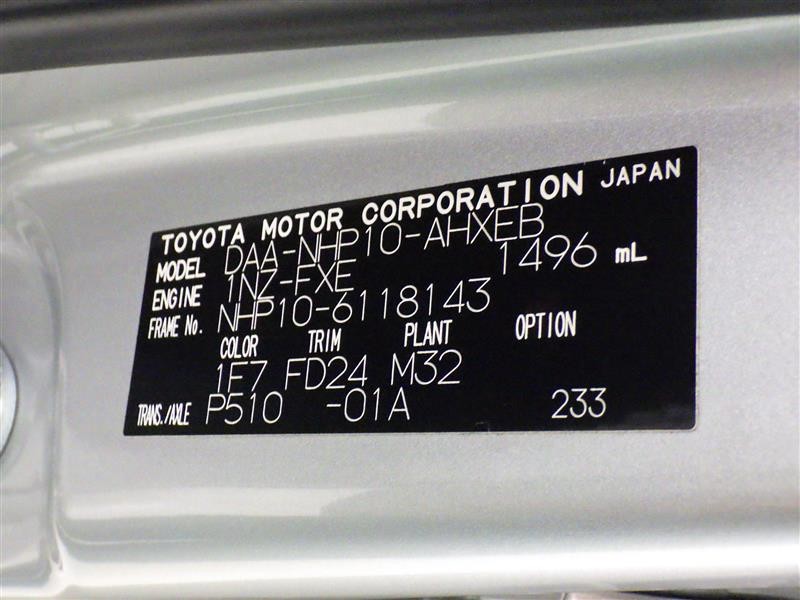 TOYOTA MOTOR CORPORATION JAPAN
MODEL DAA-NHP10-AHXEB
ENGINE 1NZ-FXE 1496 mL
FRAME No. NHP10-6118143
COLOR TRIM PLANT OPTION
1F7 FD24 M32
TRANS./AXLE P510 -01A 233